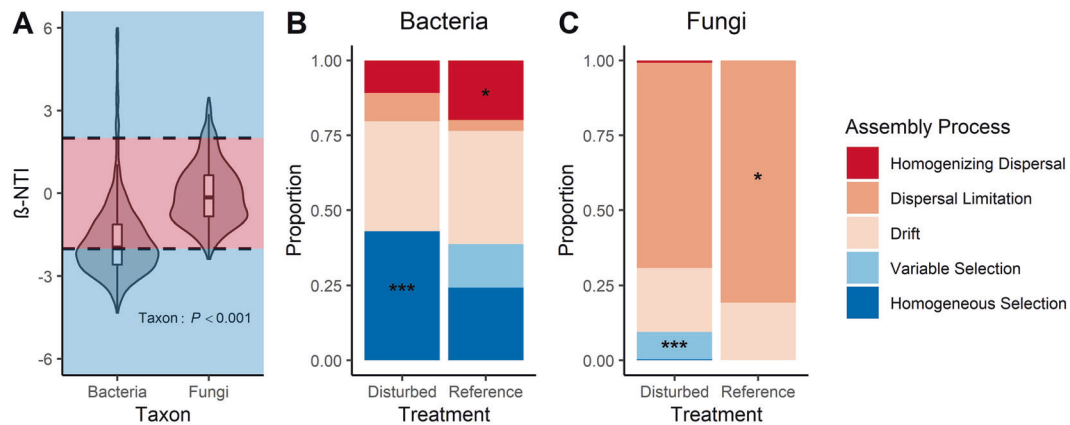 A
6
3
0
-3
-6
ß-NTI
Taxon : P < 0.001
Bacteria Fungi
Taxon
B Bacteria
1.00
0.75
0.50
0.25
0.00
Proportion
*
***
Disturbed Reference
Treatment
C Fungi
1.00
0.75
0.50
0.25
0.00
Proportion
*
***
Disturbed Reference
Treatment
Assembly Process
Homogenizing Dispersal
Dispersal Limitation
Drift
Variable Selection
Homogeneous Selection